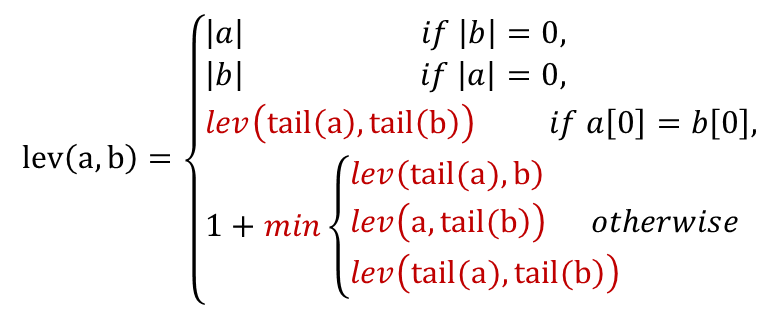 |a| if |b| = 0,
|b| if |a| = 0,
lev(tail(a), tail(b)) if a[0] = b[0],
lev(a, b) =
1 + min
lev(tail(a), b)
lev(a, tail(b)) otherwise
lev(tail(a), tail(b))